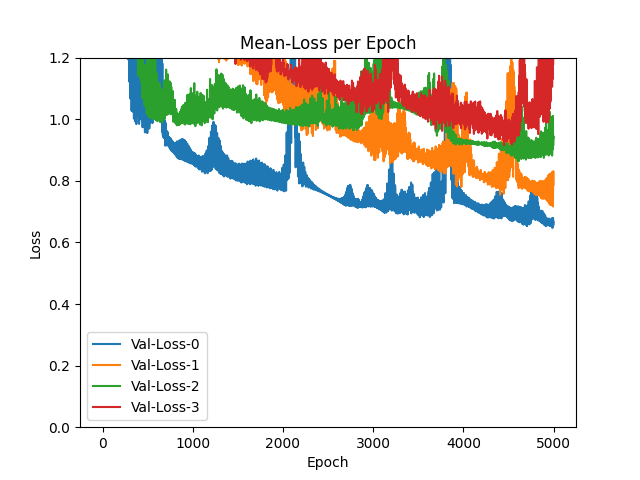 Mean-Loss per Epoch
1.2
1.0
0.8
0.6
0.4
0.2
0.0
Loss
Val-Loss-0
Val-Loss-1
Val-Loss-2
Val-Loss-3
0 1000 2000 3000 4000 5000
Epoch